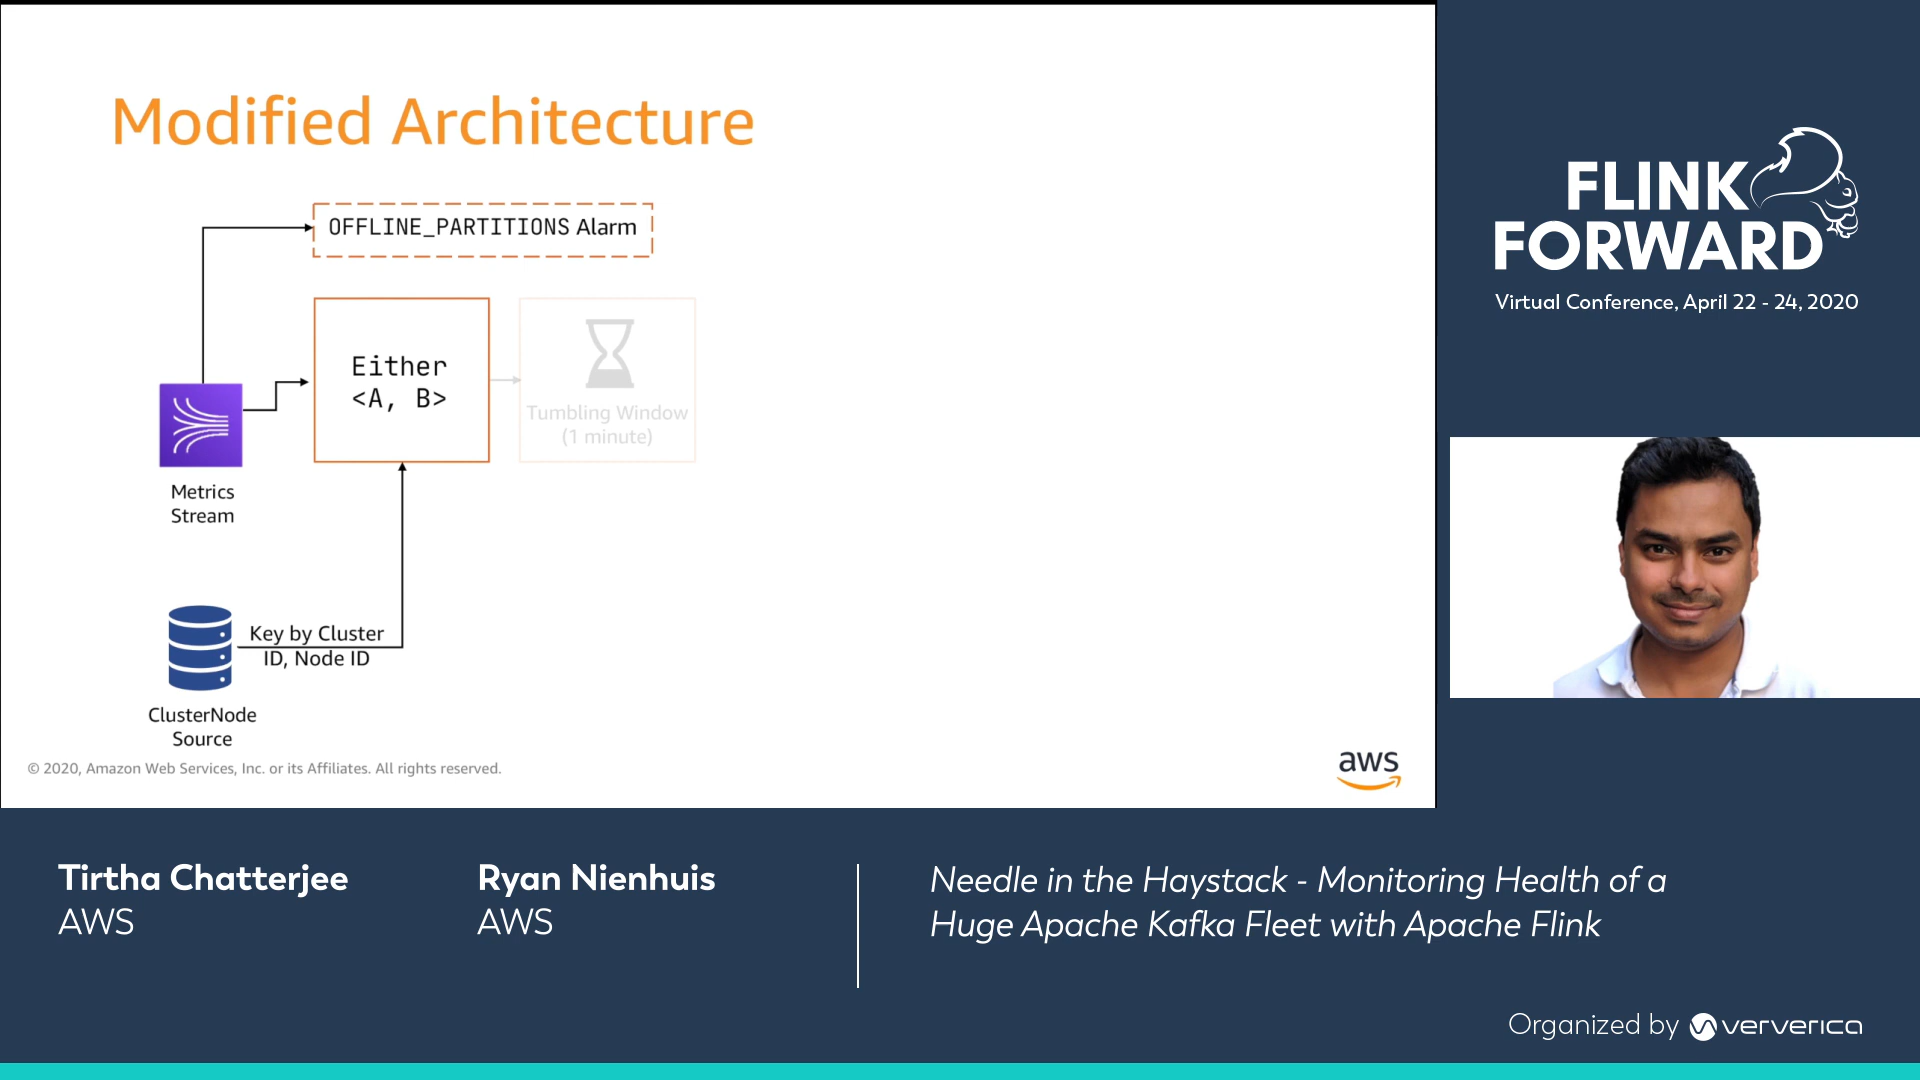 Modified Architecture
OFFLINE_PARTITIONS Alarm
Either
<A, B>
Tumbling Window
(1 minute)
Metrics
Stream
Key by Cluster
ID, Node ID
ClusterNode
Source
© 2020, Amazon Web Services, Inc. or its Affiliates. All rights reserved.
aws
FLINK
FORWARD
Virtual Conference, April 22 - 24, 2020
Tirtha Chatterjee
AWS
Ryan Nienhuis
AWS
Needle in the Haystack - Monitoring Health of a
Huge Apache Kafka Fleet with Apache Flink
Organized by ververica